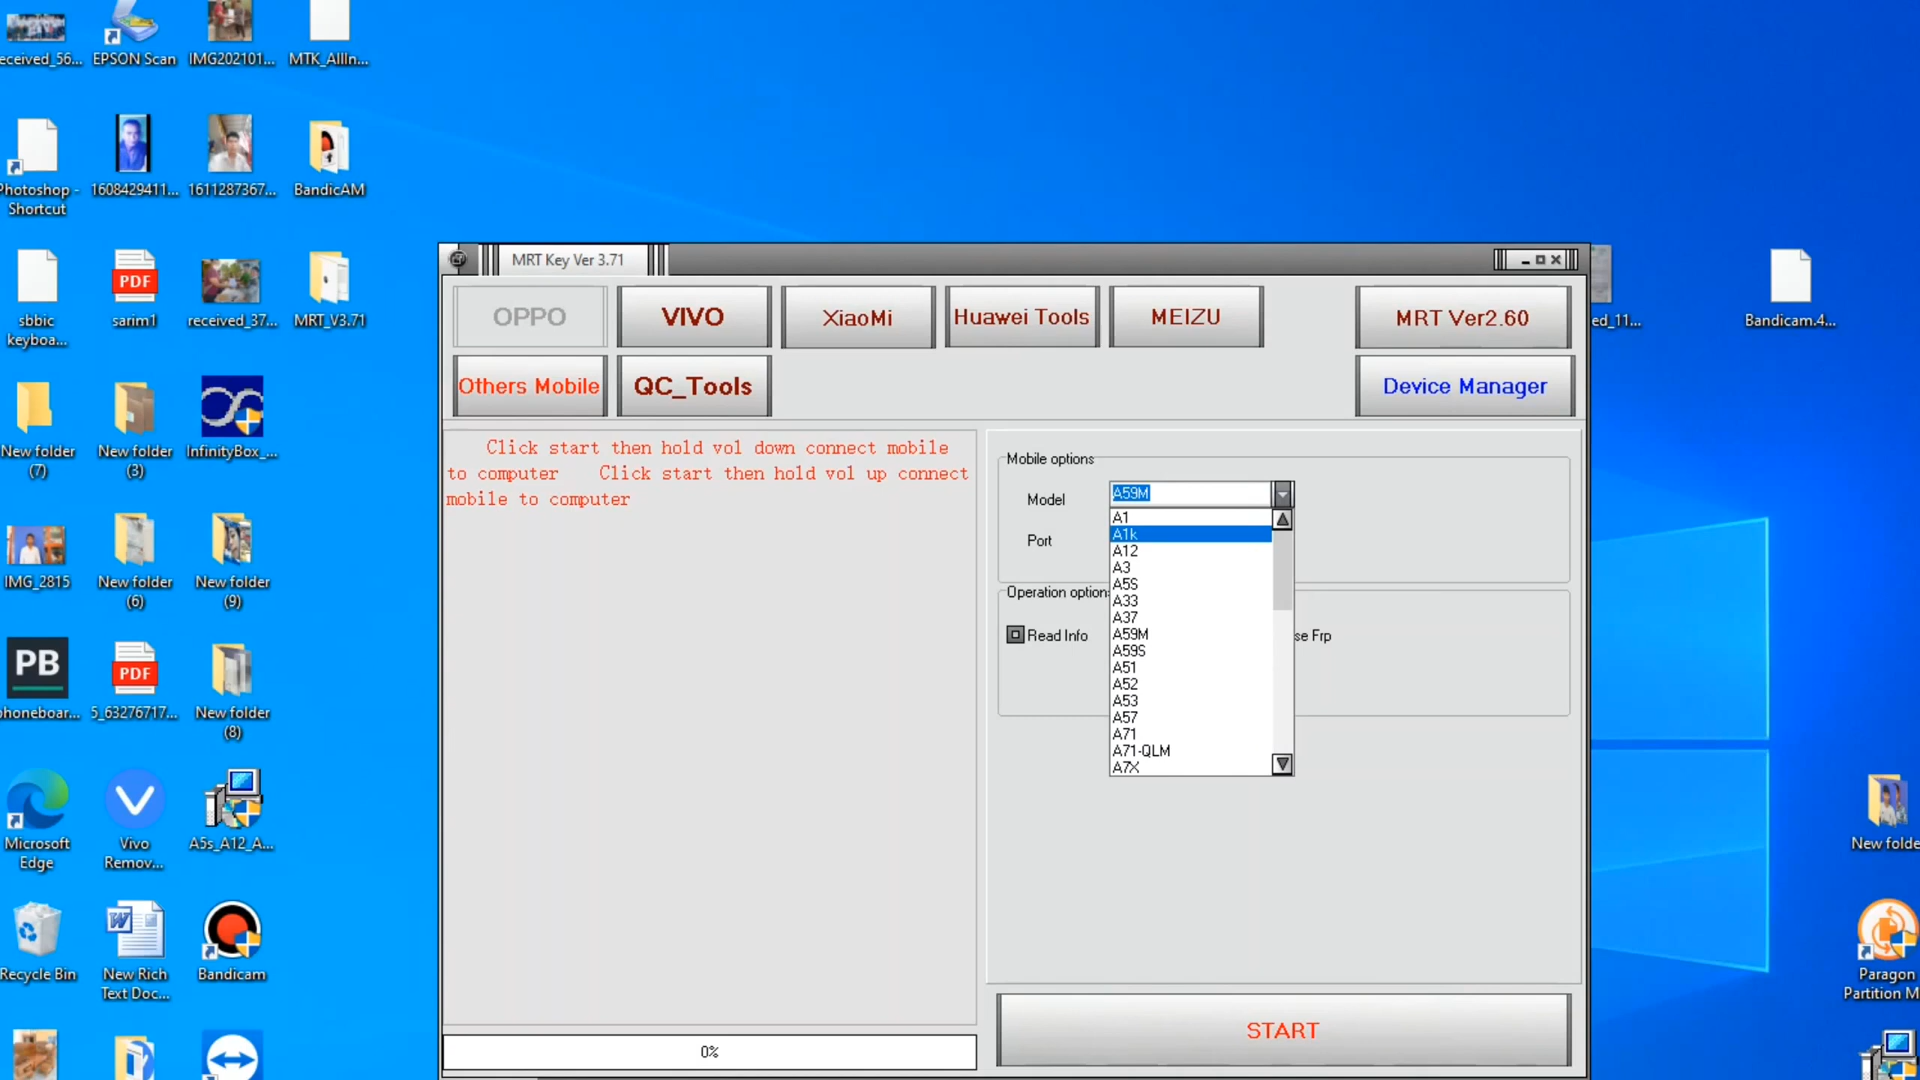 eceived_56...
EPSON Scan
IMG202101...
MTK_AllIn...
Photoshop -
Shortcut
1608429411...
1611287367...
BandicAM
sbbic
keyboa...
PDF
sarim1
received_37...
MRT_V3.71
New folder
(7)
New folder
(3)
InfinityBox_...
IMG_2815
New folder
(6)
New folder
(9)
PB
phoneboar...
PDF
5_63276717...
New folder
(8)
Microsoft
Edge
Vivo
Remov...
A5s_A12_A...
Recycle Bin
New Rich
Text Doc...
Bandicam
MRT Key Ver 3.71
OPPO
VIVO
XiaoMi
Huawei Tools
MEIZU
MRT Ver2.60
Others Mobile
QC_Tools
Device Manager
Click start then hold vol down connect mobile
to computer Click start then hold vol up connect
mobile to computer
0%
Mobile options
Model
A59M
Port
A1
A1k
A12
A3
A5S
A33
A37
A59M
A59S
A51
A52
A53
A57
A71
A71-QLM
A7X
Operation option
Read Info
se Frp
START
ed_11...
Bandicam.4...
New folde
Paragon
Partition M